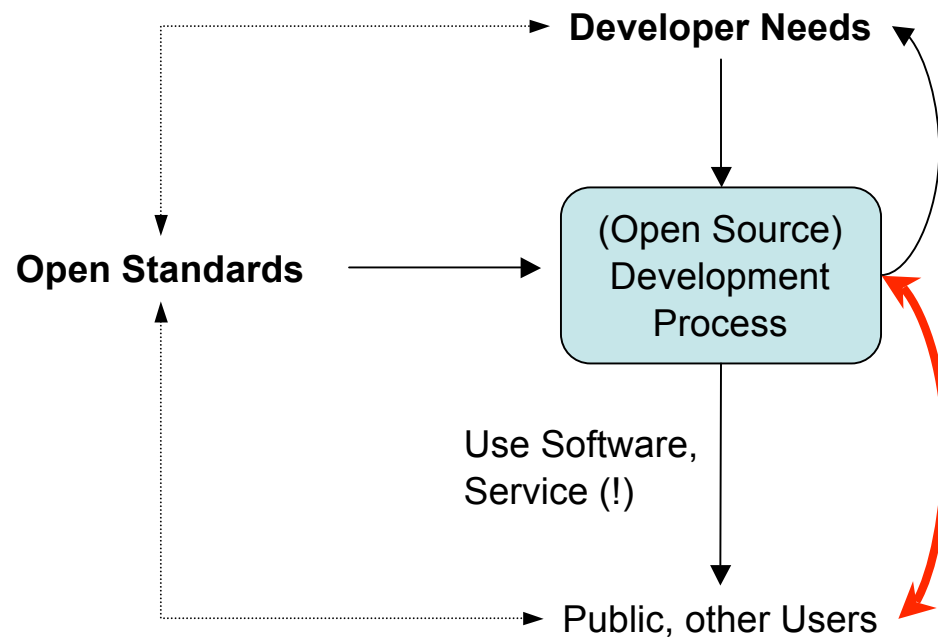 Developer Needs
(Open Source)
Development
Process
Open Standards
Use Software,
Service (!)
Public, other Users